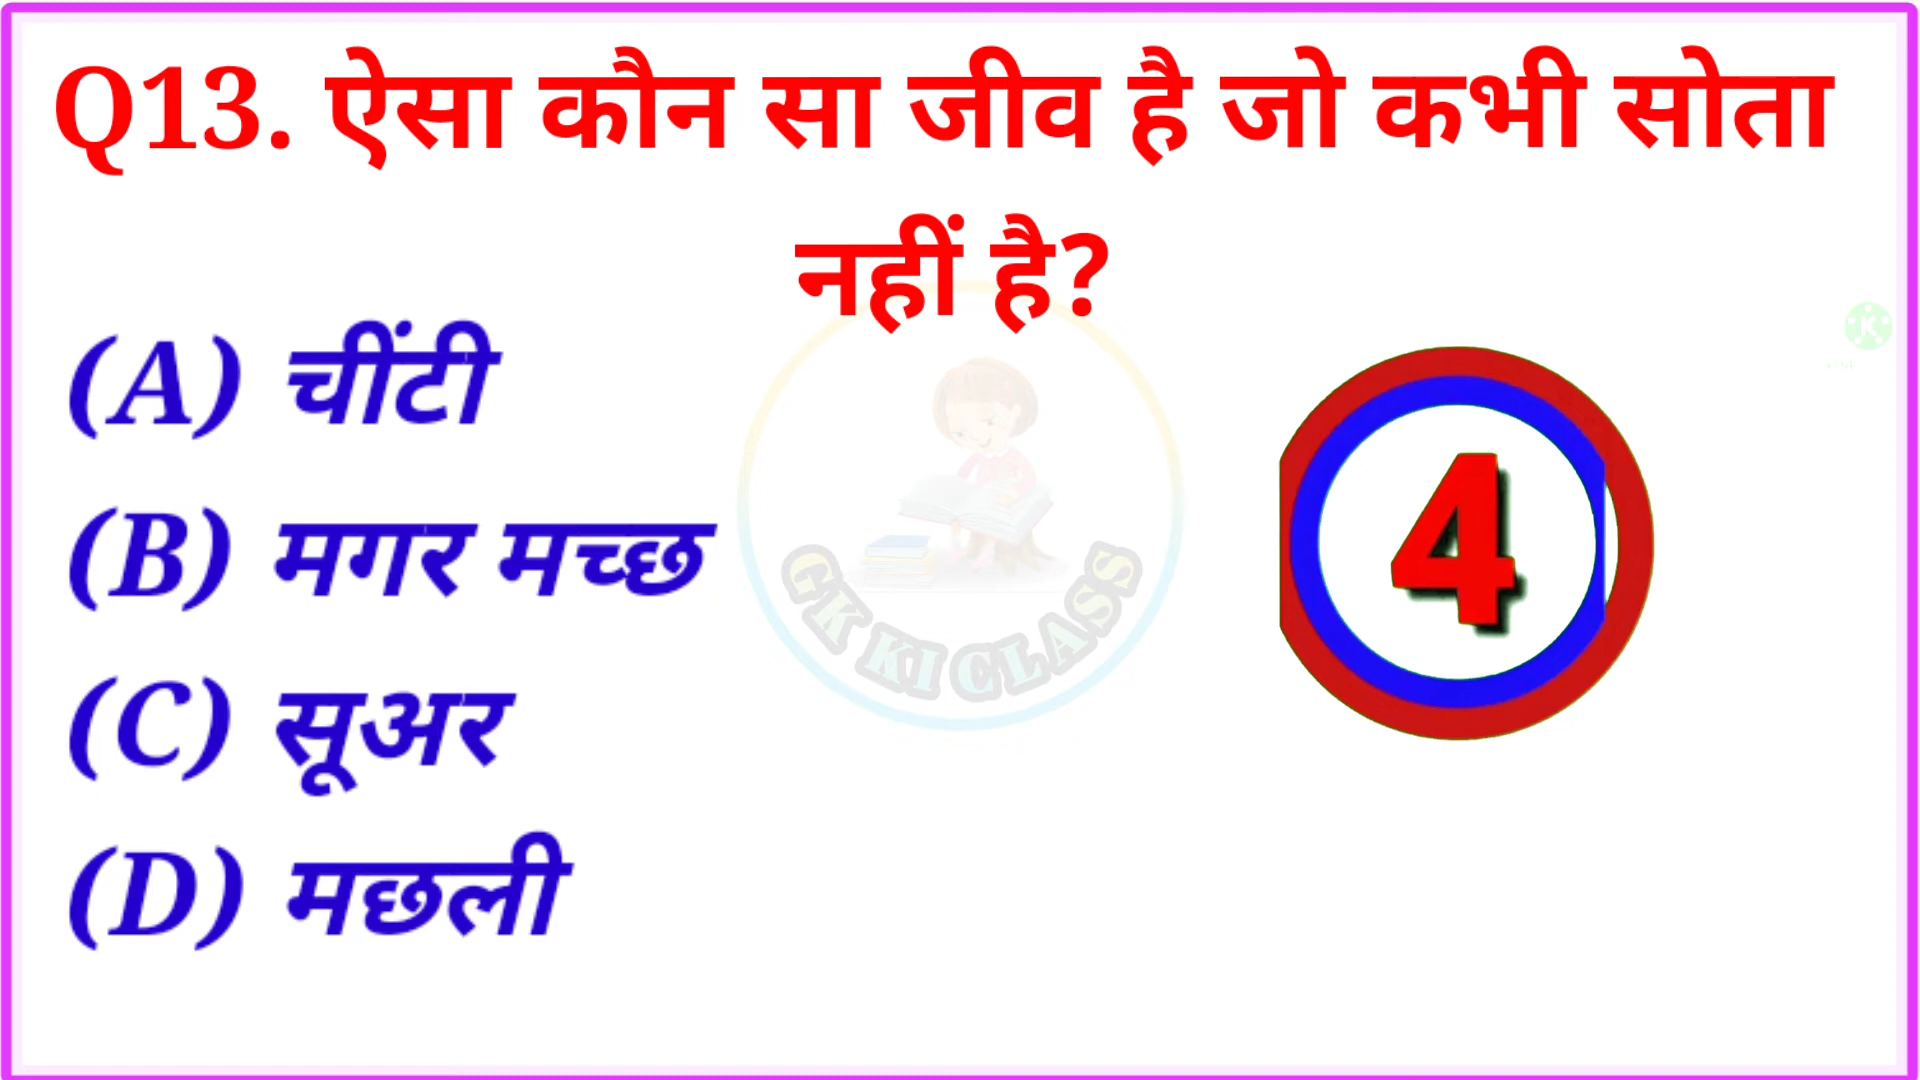 Q13. ऐसा कौन सा जीव है जो कभी सोता
नहीं है?
(A) चींटी
(B) मगर मच्छ
(C) सूअर
(D) मछली
4
GK KI CLASS
K